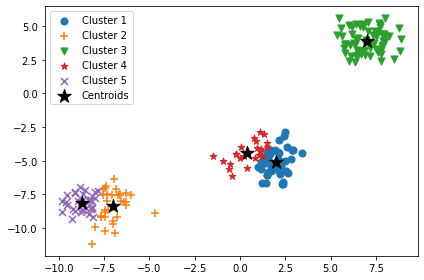 Cluster 1
Cluster 2
Cluster 3
Cluster 4
Cluster 5
Centroids
5.0
2.5
0.0
−2.5
−5.0
−7.5
−10.0
−10.0 −7.5 −5.0 −2.5 0.0 2.5 5.0 7.5